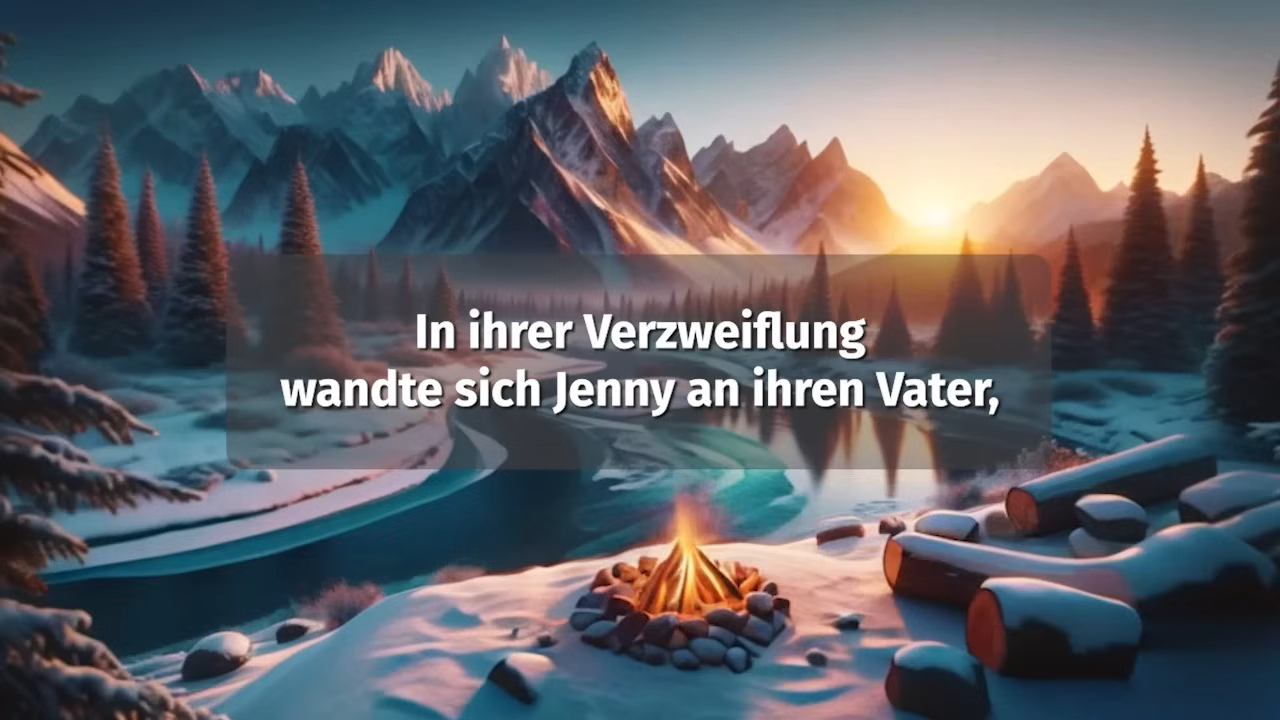 In ihrer Verzweiflung
wandte sich Jenny an ihren Vater,